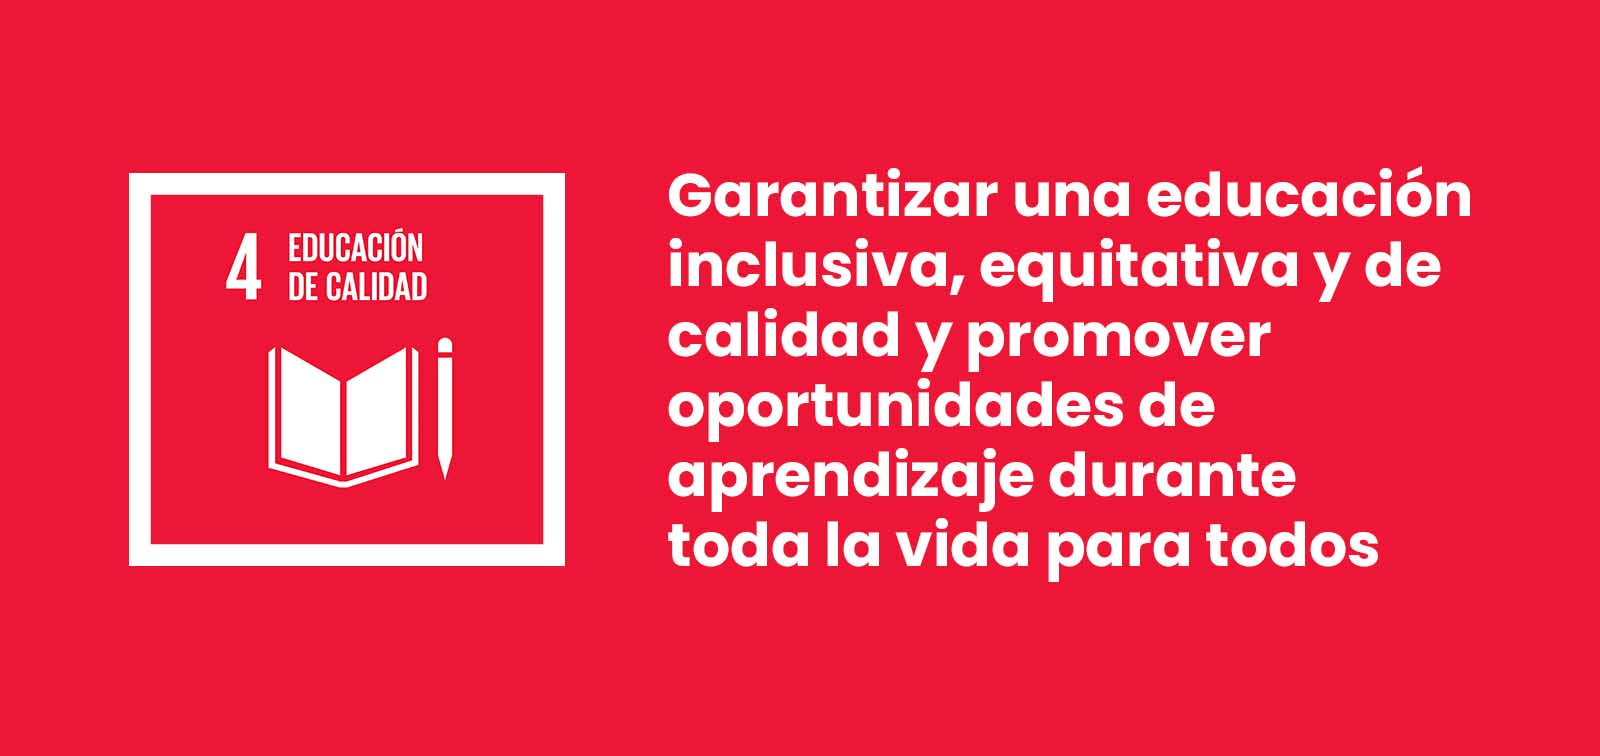 4
EDUCACIÓN
DE CALIDAD
Garantizar una educación
inclusiva, equitativa y de
calidad y promover
oportunidades de
aprendizaje durante
toda la vida para todos